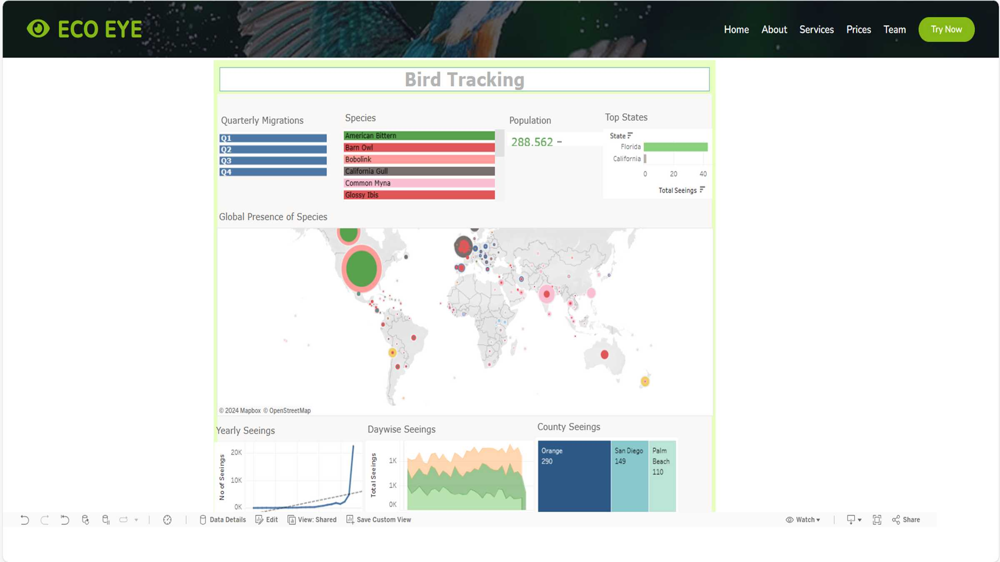 ECO EYE
Home About Services Prices Team Try Now
Bird Tracking
Quarterly Migrations
Q1
Q2
Q3
Q4
Species
American Bittern
Barn Owl
Bobolink
California Gull
Common Myna
Glossy Ibis
Population
288.562 ...
Top States
State
Florida
California
0 20 40
Total Seeings
Global Presence of Species
© 2024 Mapbox © OpenStreetMap
Yearly Seeings
No of Seeings
20K
10K
0K
Daywise Seeings
Total Seeings
1K
1K
0K
County Seeings
Orange
290
San Diego
149
Palm
Beach
110
Data Details Edit View: Shared Save Custom View Watch Share